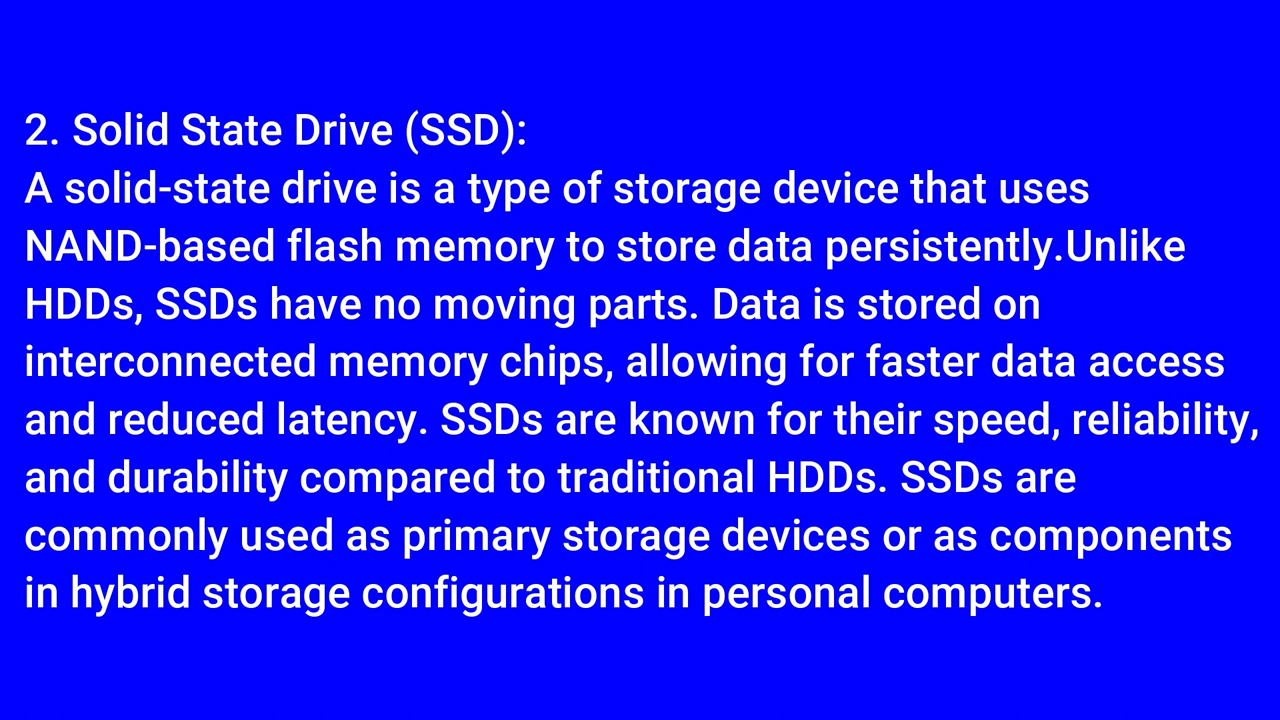 2. Solid State Drive (SSD):
A solid-state drive is a type of storage device that uses
NAND-based flash memory to store data persistently.Unlike
HDDs, SSDs have no moving parts. Data is stored on
interconnected memory chips, allowing for faster data access
and reduced latency. SSDs are known for their speed, reliability,
and durability compared to traditional HDDs. SSDs are
commonly used as primary storage devices or as components
in hybrid storage configurations in personal computers.